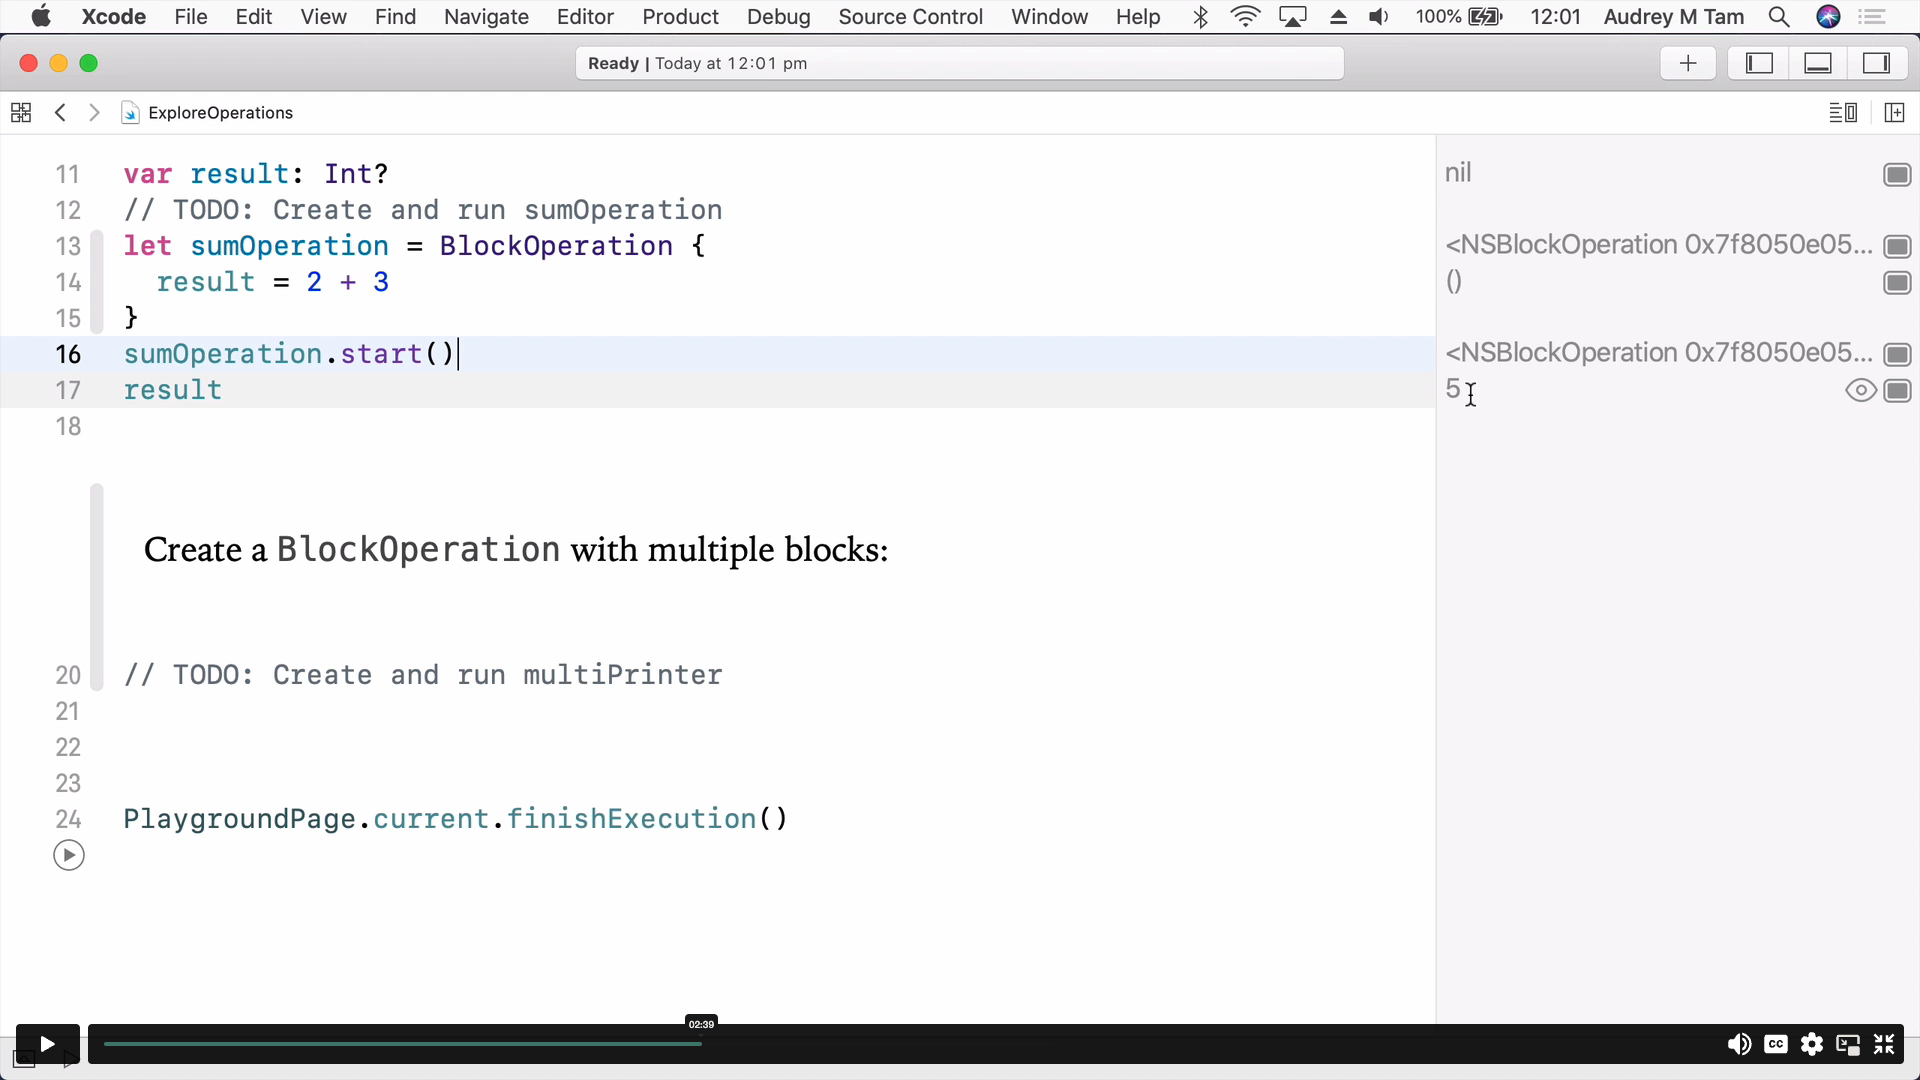 Xcode File Edit View Find Navigate Editor Product Debug Source Control Window Help 100% 12:01 Audrey M Tam
Ready | Today at 12:01 pm
ExploreOperations
11 var result: Int? nil
12 // TODO: Create and run sumOperation
13 let sumOperation = BlockOperation { <NSBlockOperation 0x7f8050e05...
14 result = 2 + 3 ()
15 }
16 sumOperation.start() <NSBlockOperation 0x7f8050e05...
17 result 5
18
Create a BlockOperation with multiple blocks:
20 // TODO: Create and run multiPrinter
21
22
23
24 PlaygroundPage.current.finishExecution()
02:39
CC